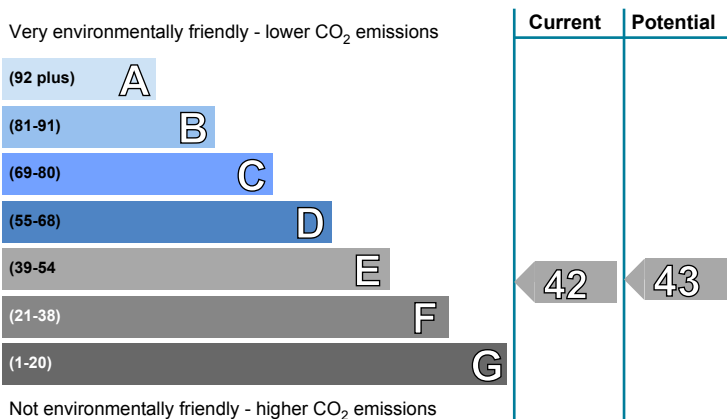 Very environmentally friendly - lower CO2 emissions
Current
Potential
(92 plus) A
(81-91) B
(69-80) C
(55-68) D
(39-54 E
42
43
(21-38) F
(1-20) G
Not environmentally friendly - higher CO2 emissions